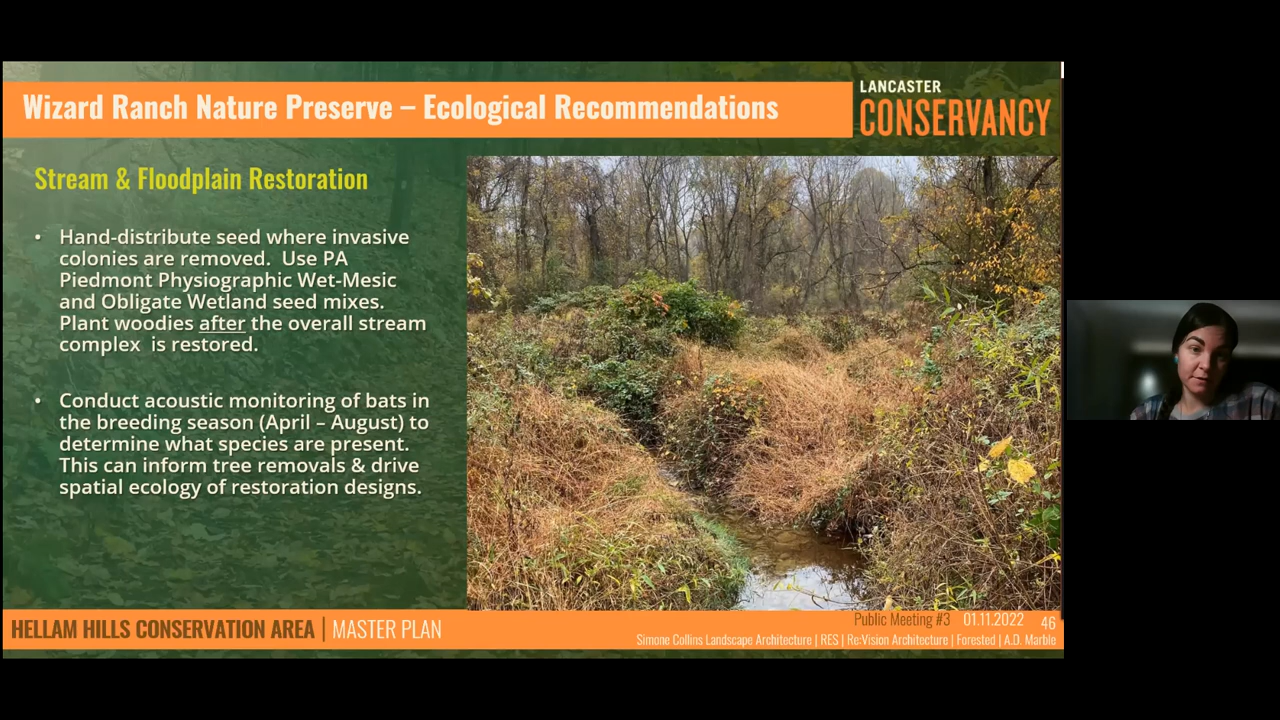 Wizard Ranch Nature Preserve – Ecological Recommendations
LANCASTER
CONSERVANCY
Stream & Floodplain Restoration
• Hand-distribute seed where invasive
colonies are removed.  Use PA
Piedmont Physiographic Wet-Mesic
and Obligate Wetland seed mixes.
Plant woodies after the overall stream
complex  is restored.
• Conduct acoustic monitoring of bats in
the breeding season (April – August) to
determine what species are present.
This can inform tree removals & drive
spatial ecology of restoration designs.
HELLAM HILLS CONSERVATION AREA | MASTER PLAN
Public Meeting #3 01.11.2022 46
Simone Collins Landscape Architecture | RES | Re:Vision Architecture | Forested | A.D. Marble